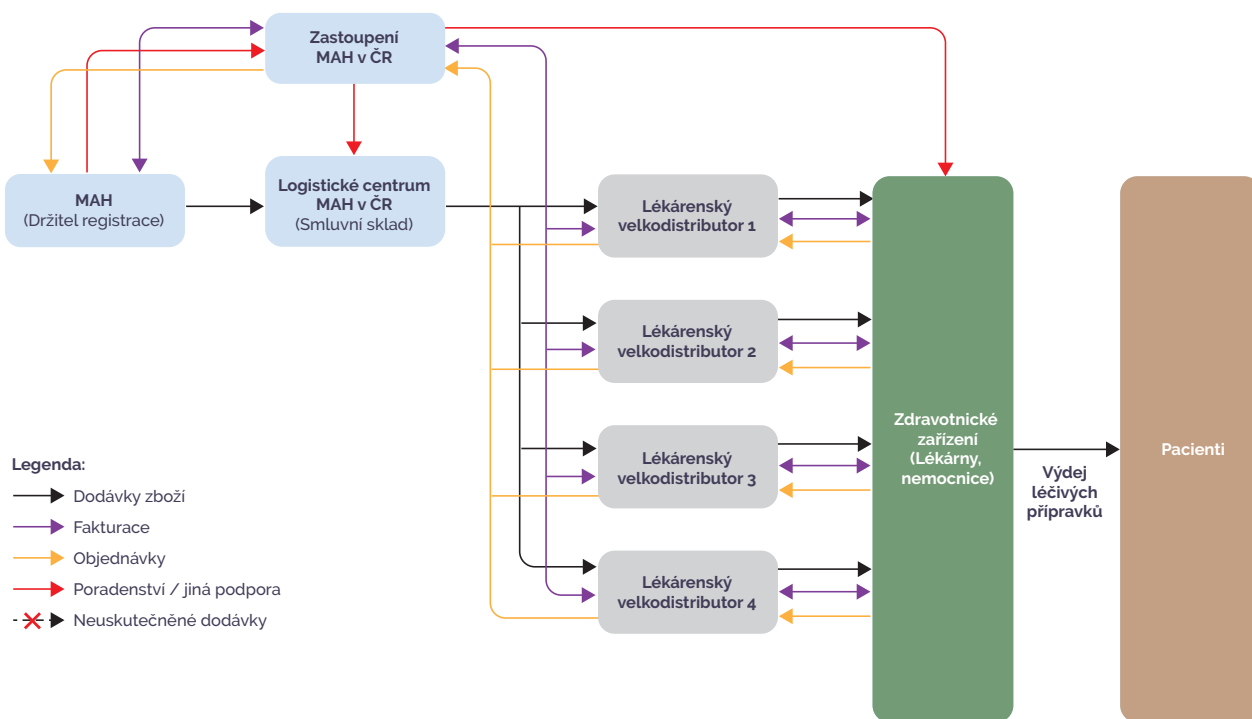 Zastoupení
MAH v ČR
MAH
(Držitel registrace)
Logistické centrum
MAH v ČR
(Smluvní sklad)
Lékárenský
velkodistributor 1
Lékárenský
velkodistributor 2
Lékárenský
velkodistributor 3
Lékárenský
velkodistributor 4
Zdravotnické
zařízení
(Lékárny,
nemocnice)
Výdej
léčivých
přípravků
Pacienti
Legenda:
Dodávky zboží
Fakturace
Objednávky
Poradenství / jiná podpora
Neuskutečněné dodávky